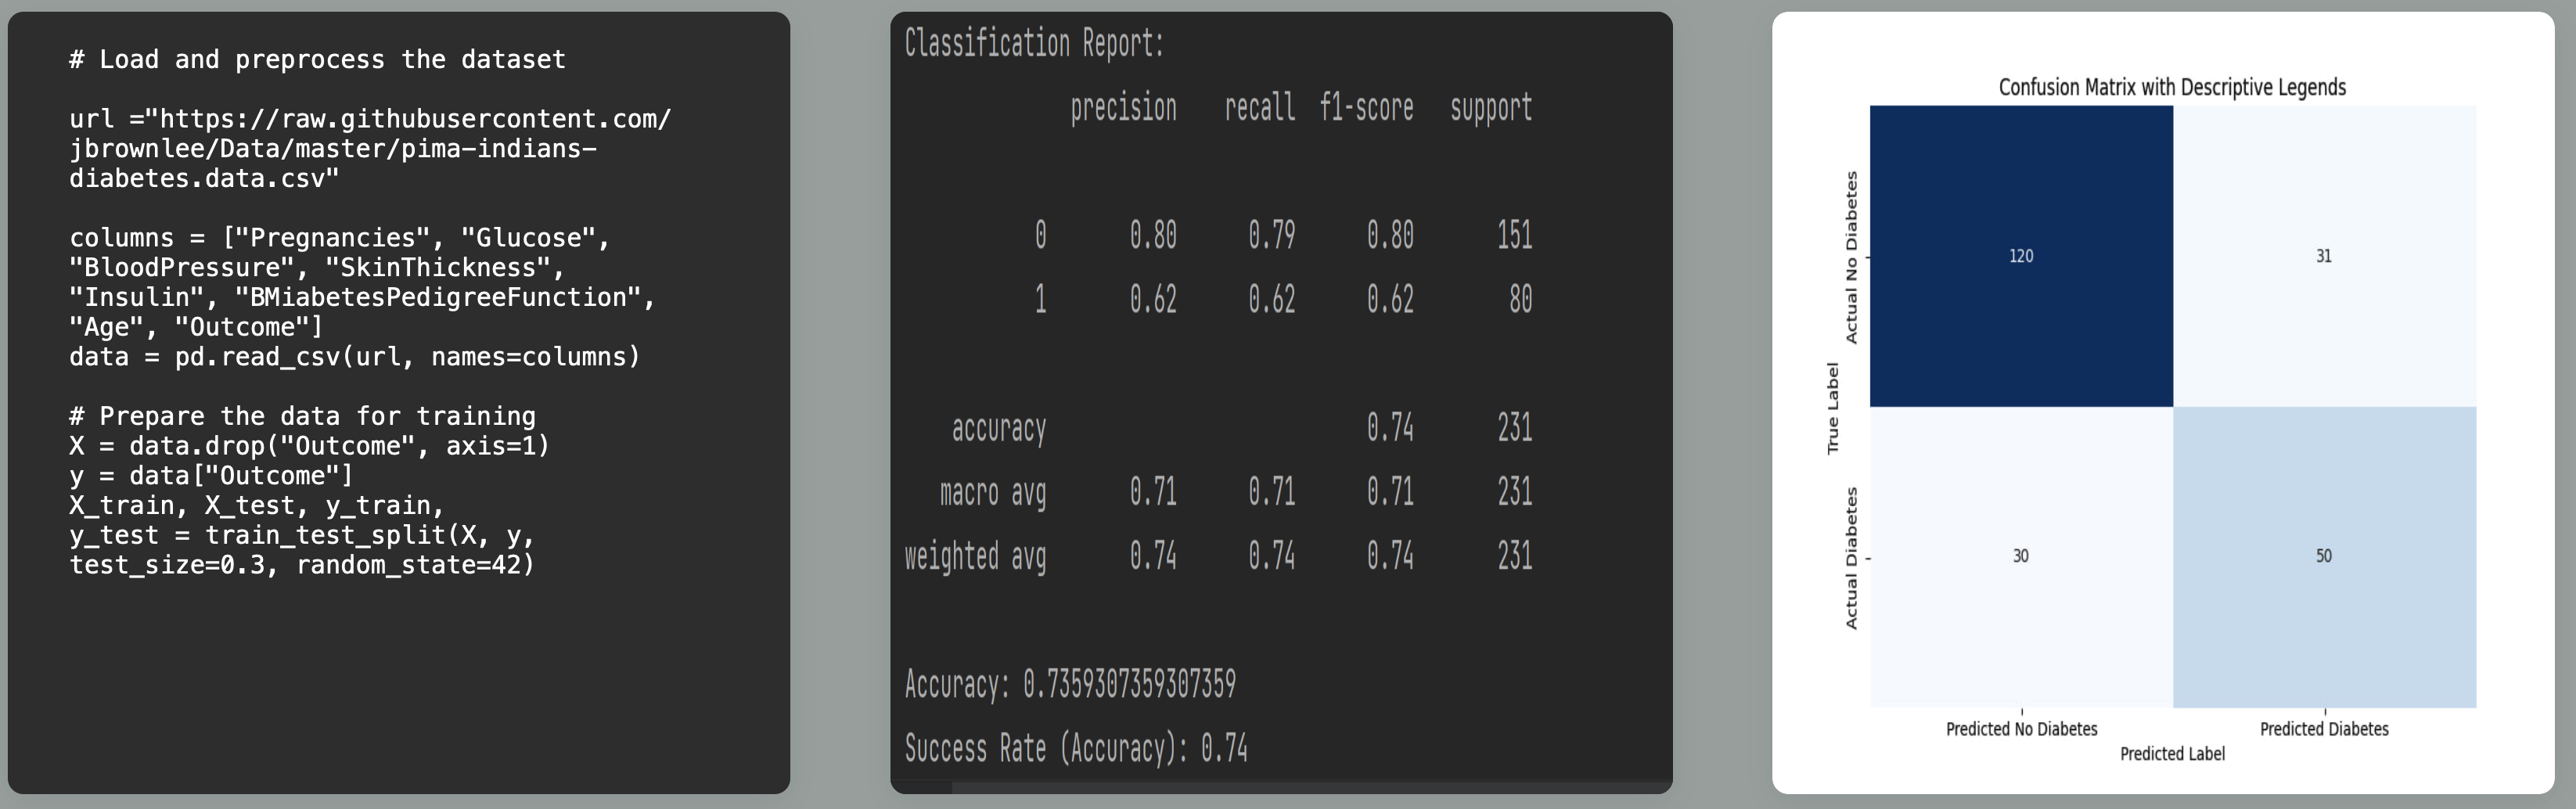 # Load and preprocess the dataset
url ="https://raw.githubusercontent.com/
jbrownlee/Data/master/pima-indians-
diabetes.data.csv"
columns = ["Pregnancies", "Glucose",
"BloodPressure", "SkinThickness",
"Insulin", "BMiabetesPedigreeFunction",
"Age", "Outcome"]
data = pd.read_csv(url, names=columns)
# Prepare the data for training
X = data.drop("Outcome", axis=1)
y = data["Outcome"]
X_train, X_test, y_train,
y_test = train_test_split(X, y,
test_size=0.3, random_state=42)
Classification Report:
precision recall f1-score support
0 0.80 0.79 0.80 151
1 0.62 0.62 0.62 80
accuracy 0.74 231
macro avg 0.71 0.71 0.71 231
weighted avg 0.74 0.74 0.74 231
Accuracy: 0.7359307359307359
Success Rate (Accuracy): 0.74
Confusion Matrix with Descriptive Legends
True Label
Actual No Diabetes
120 31
Actual Diabetes
30 50
Predicted No Diabetes Predicted Diabetes
Predicted Label